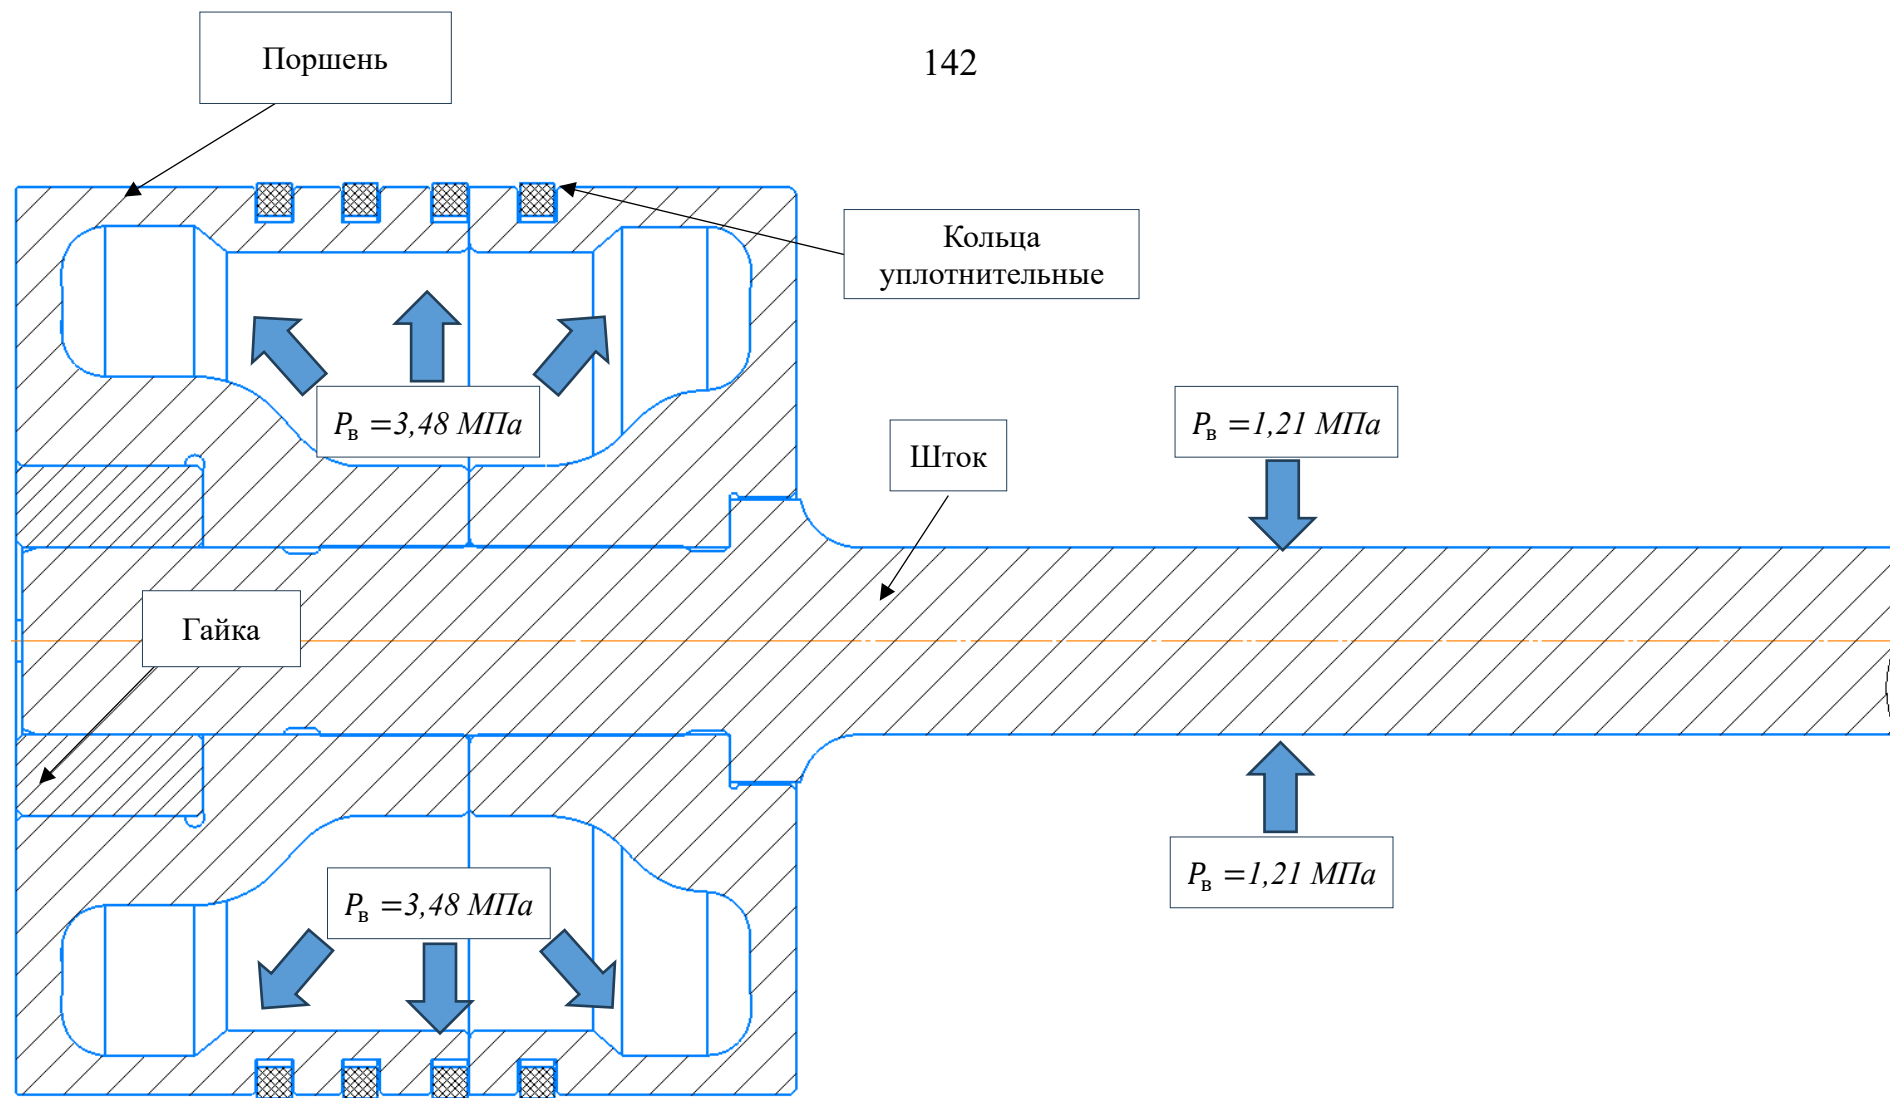 142
Поршень
Кольца
уплотнительные
Pв =3,48 МПа
Pв =1,21 МПа
Шток
Гайка
Pв =3,48 МПа
Pв =1,21 МПа